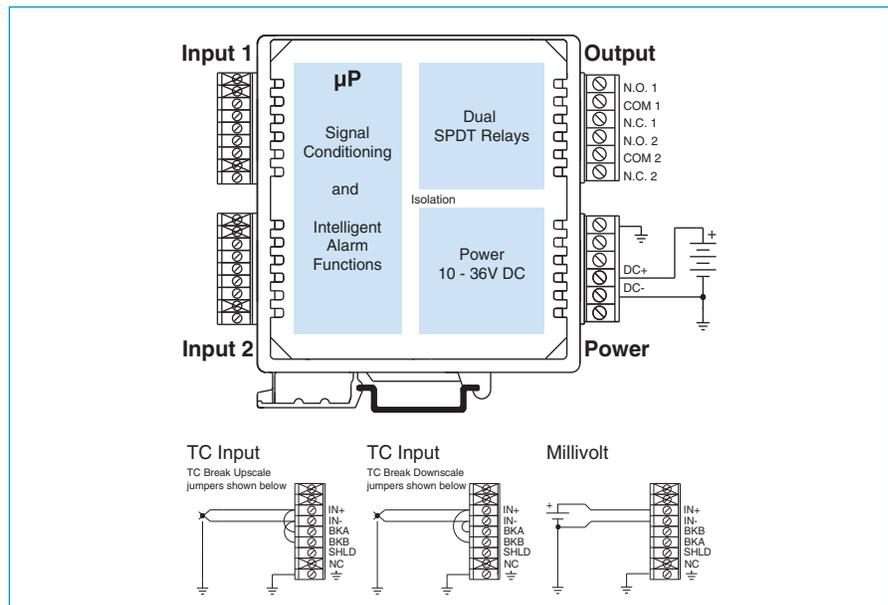 Input 1
Output
µP
Signal
Conditioning
and
Intelligent
Alarm
Functions
Dual
SPDT Relays
Isolation
Power
10 - 36V DC
N.O. 1
COM 1
N.C. 1
N.O. 2
COM 2
N.C. 2
+
DC+
DC-
Input 2
Power
TC Input
TC Break Upscale
jumpers shown below
IN+
IN-
BKA
BKB
SHLD
NC
TC Input
TC Break Downscale
jumpers shown below
IN+
IN-
BKA
BKB
SHLD
NC
Millivolt
+
IN+
IN-
BKB
BKA
SHLD
NC